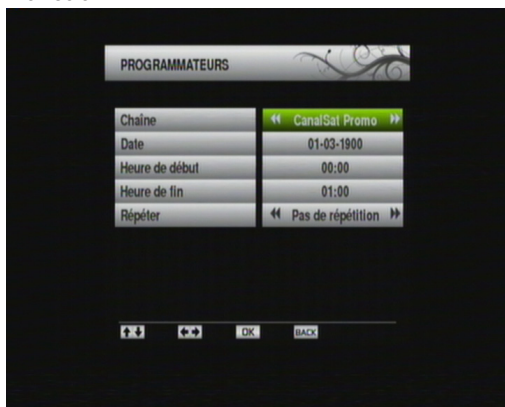 PROGRAMMATEURS
Chaîne CanalSat Promo
Date 01-03-1900
Heure de début 00:00
Heure de fin 01:00
Répéter Pas de répétition
OK BACK